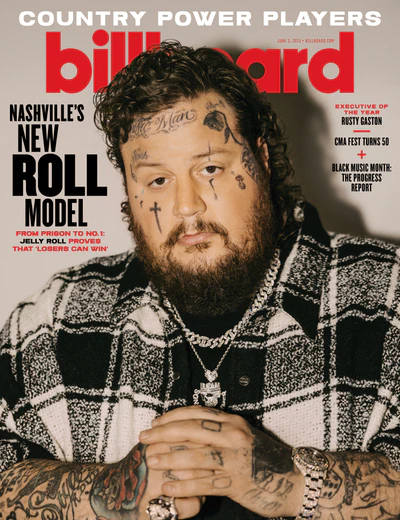 COUNTRY POWER PLAYERS
billboard
JUNE 3, 2023 • BILLBOARD.COM
NASHVILLE'S
NEW
ROLL
MODEL
FROM PRISON TO NO.1:
JELLY ROLL PROVES
THAT 'LOSERS CAN WIN'
EXECUTIVE OF
THE YEAR
RUSTY GASTON
CMA FEST TURNS 50
+
BLACK MUSIC MONTH:
THE PROGRESS
REPORT